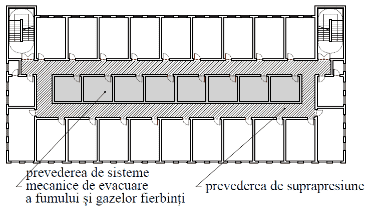 prevederea de sisteme
mecanice de evacuare
a fumului și gazelor fierbinți
prevederea de suprapresiune